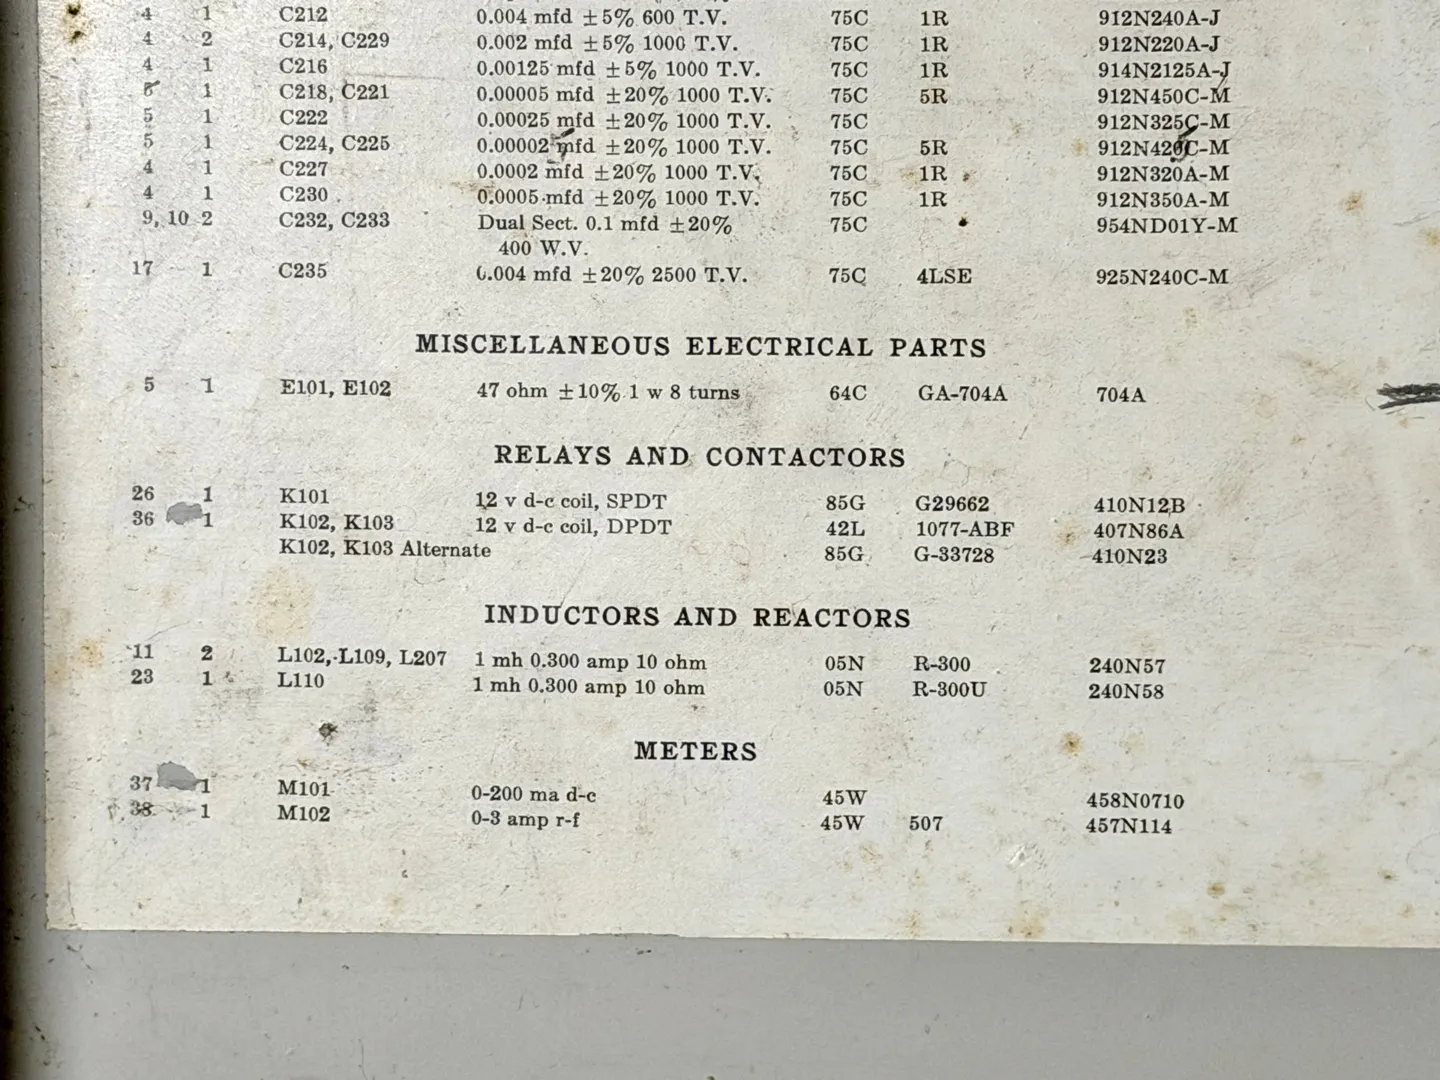 4 1 C212 0.004 mfd ±5% 600 T.V. 75C 1R 912N240A-J
4 2 C214, C229 0.002 mfd ±5% 1000 T.V. 75C 1R 912N220A-J
4 1 C216 0.00125 mfd ±5% 1000 T.V. 75C 1R 914N2125A-J
5 1 C218, C221 0.00005 mfd ±20% 1000 T.V. 75C 5R 912N450C-M
5 1 C222 0.00025 mfd ±20% 1000 T.V. 75C 912N325C-M
5 1 C224, C225 0.00002 mfd ±20% 1000 T.V. 75C 5R 912N420C-M
4 1 C227 0.0002 mfd ±20% 1000 T.V. 75C 1R 912N320A-M
4 1 C230 0.0005 mfd ±20% 1000 T.V. 75C 1R 912N350A-M
9, 10 2 C232, C233 Dual Sect. 0.1 mfd ±20% 75C 954ND01Y-M
400 W.V.
17 1 C235 0.004 mfd ±20% 2500 T.V. 75C 4LSE 925N240C-M
MISCELLANEOUS ELECTRICAL PARTS
5 1 E101, E102 47 ohm ±10% 1 w 8 turns 64C GA-704A 704A
RELAYS AND CONTACTORS
26 1 K101 12 v d-c coil, SPDT 85G G29662 410N12B
36 1 K102, K103 12 v d-c coil, DPDT 42L 1077-ABF 407N86A
K102, K103 Alternate 85G G-33728 410N23
INDUCTORS AND REACTORS
11 2 L102, L109, L207 1 mh 0.300 amp 10 ohm 05N R-300 240N57
23 1 L110 1 mh 0.300 amp 10 ohm 05N R-300U 240N58
METERS
37 1 M101 0-200 ma d-c 45W 458N0710
38 1 M102 0-3 amp r-f 45W 507 457N114